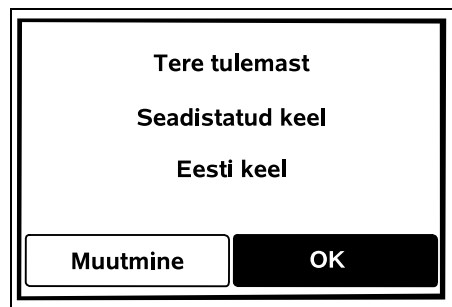 Tere tulemast
Seadistatud keel
Eesti keel
Muutmine
OK